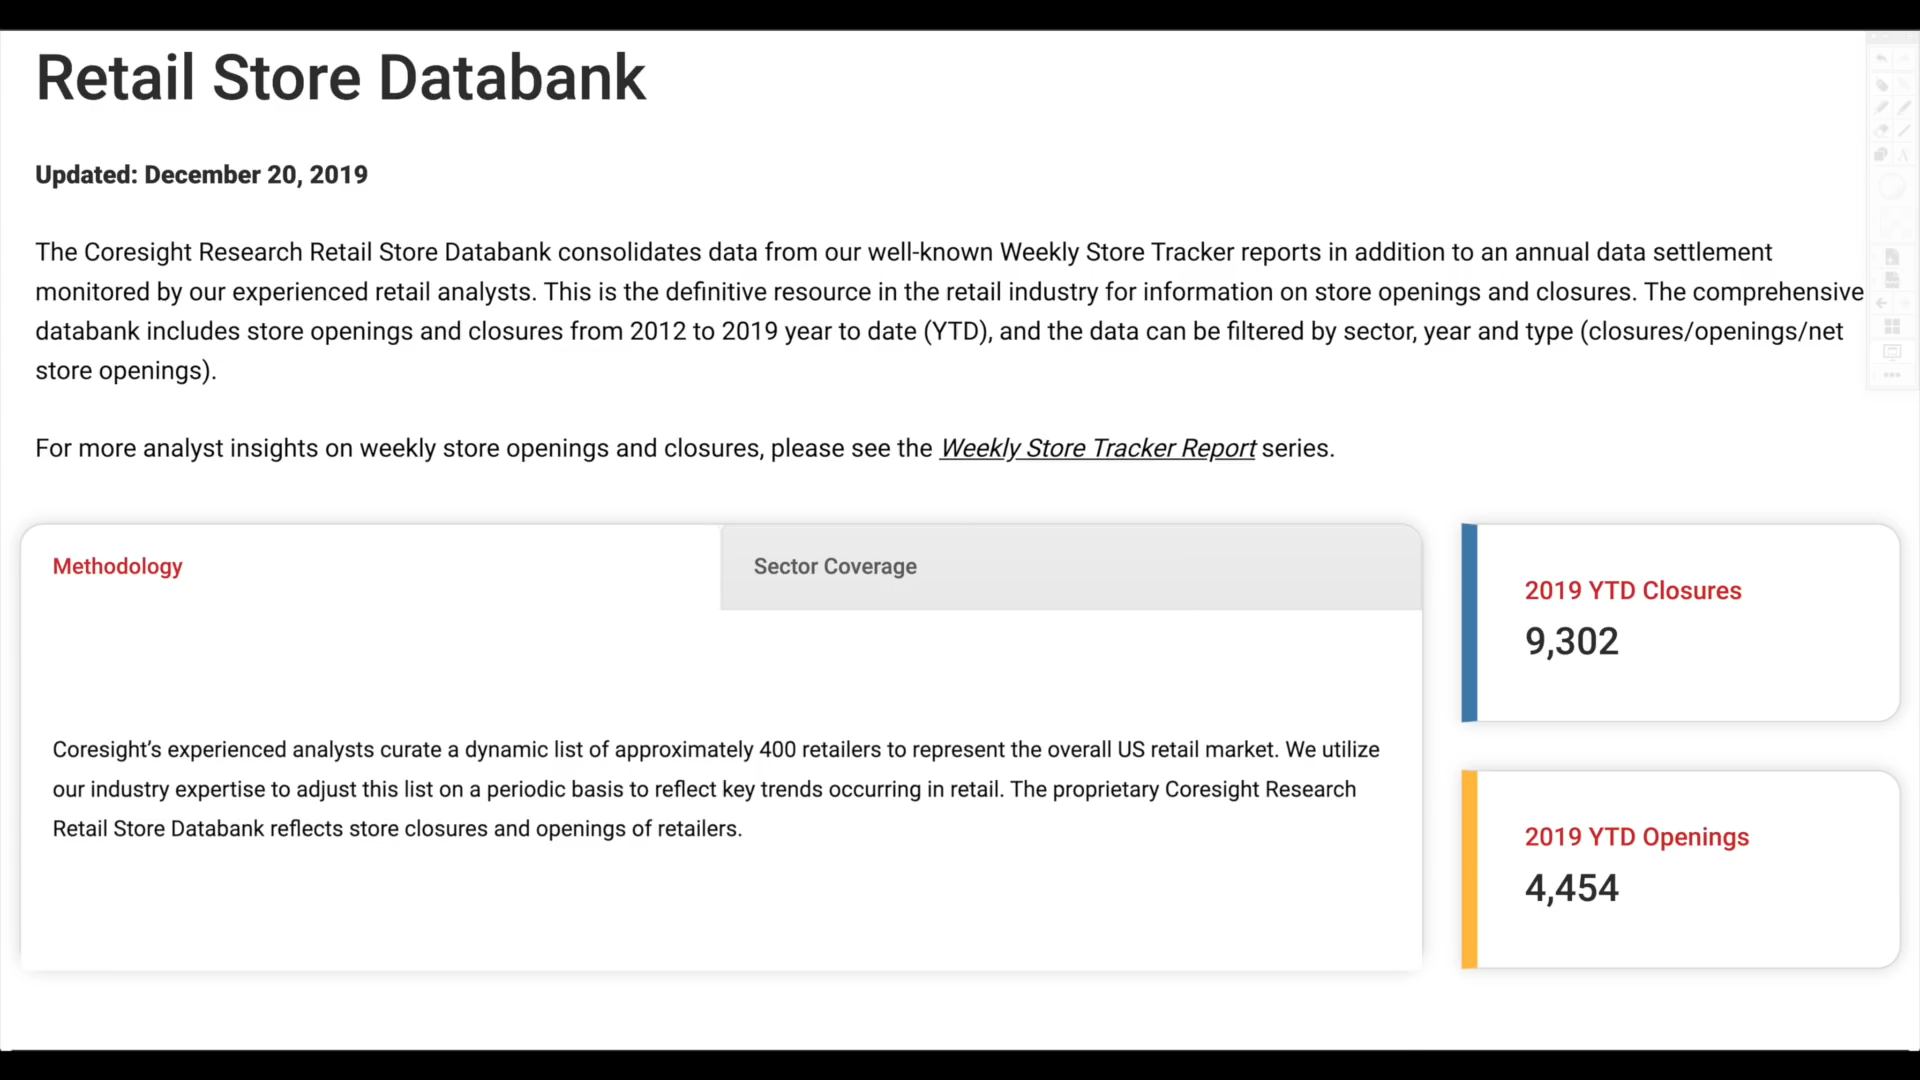 Retail Store Databank
Updated: December 20, 2019
The Coresight Research Retail Store Databank consolidates data from our well-known Weekly Store Tracker reports in addition to an annual data settlement
monitored by our experienced retail analysts. This is the definitive resource in the retail industry for information on store openings and closures. The comprehensive
databank includes store openings and closures from 2012 to 2019 year to date (YTD), and the data can be filtered by sector, year and type (closures/openings/net
store openings).
For more analyst insights on weekly store openings and closures, please see the Weekly Store Tracker Report series.
Methodology
Sector Coverage
Coresight’s experienced analysts curate a dynamic list of approximately 400 retailers to represent the overall US retail market. We utilize
our industry expertise to adjust this list on a periodic basis to reflect key trends occurring in retail. The proprietary Coresight Research
Retail Store Databank reflects store closures and openings of retailers.
2019 YTD Closures
9,302
2019 YTD Openings
4,454